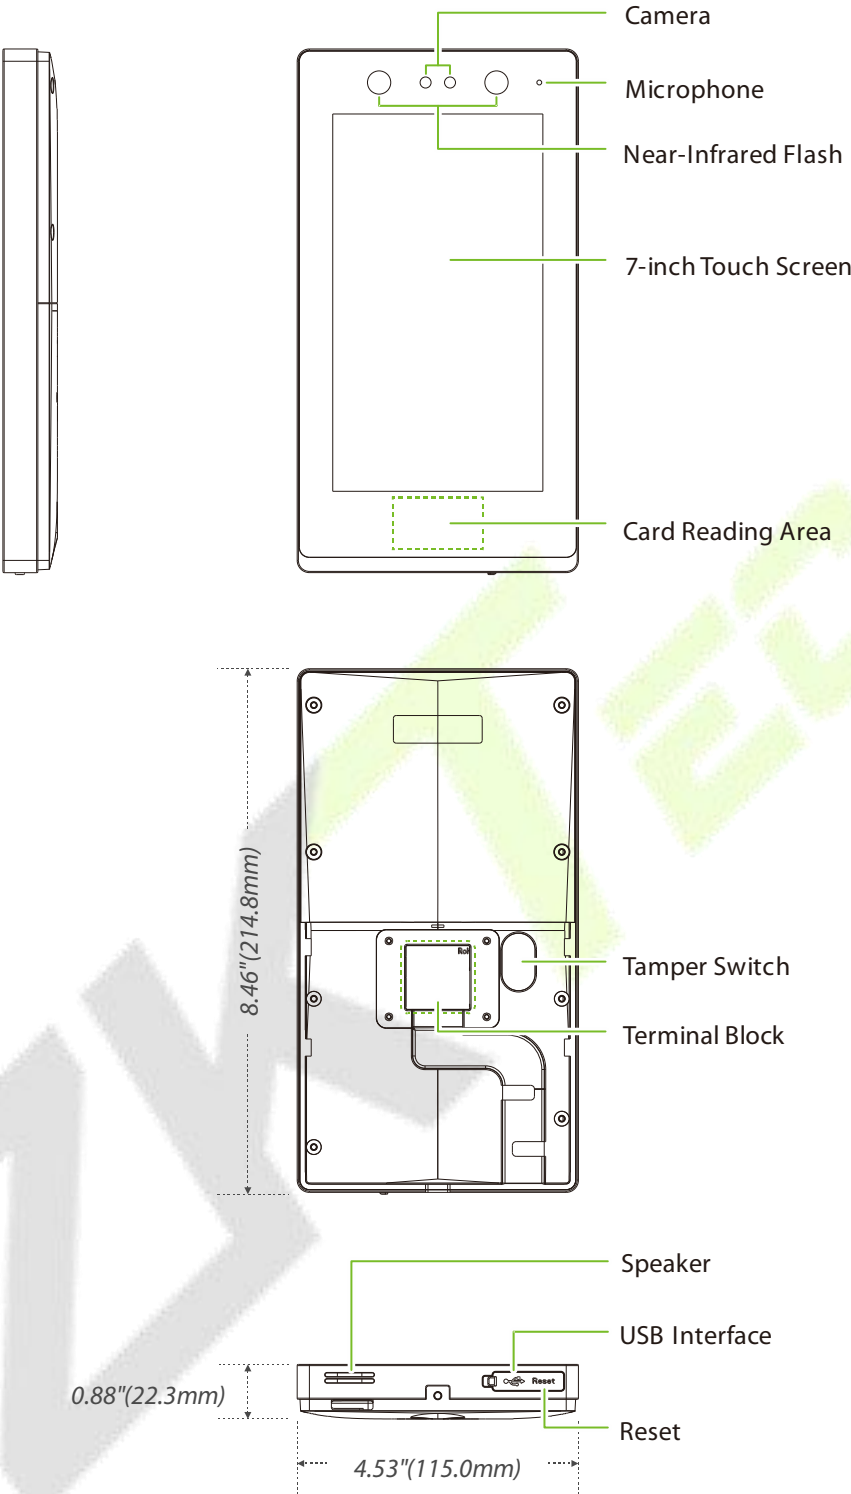 Camera
Microphone
Near-Infrared Flash
7-inch Touch Screen
Card Reading Area
8.46"(214.8mm)
Tamper Switch
Terminal Block
Speaker
USB Interface
Reset
0.88"(22.3mm)
Reset
4.53"(115.0mm)
ZKTEC